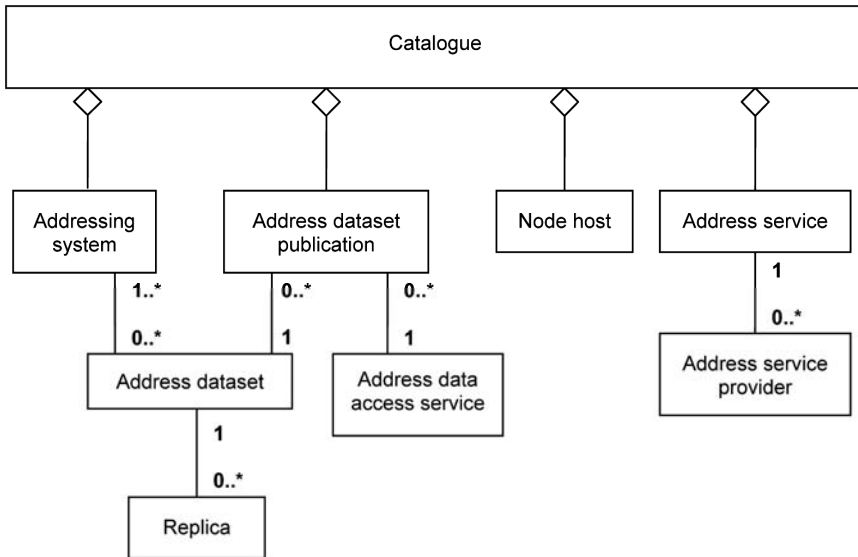 Catalogue
Addressing
system
Address dataset
publication
Node host
Address service
1..*
0..*
0..*
1
0..*
1
0..*
1
0..*
Address dataset
Address data
access service
Address service
provider
1
0..*
Replica